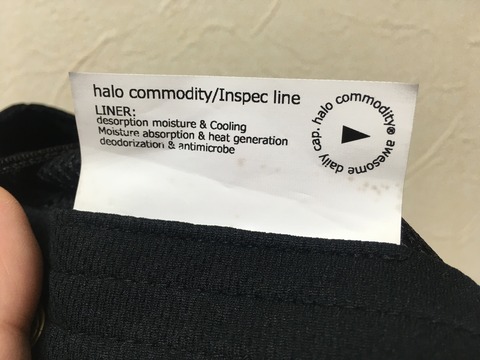 halo commodity/Inspec line
LINER:
desorption moisture & Cooling
Moisture absorption & heat generation
deodorization & antimicrobe
halo commodity® awesome daily cap.